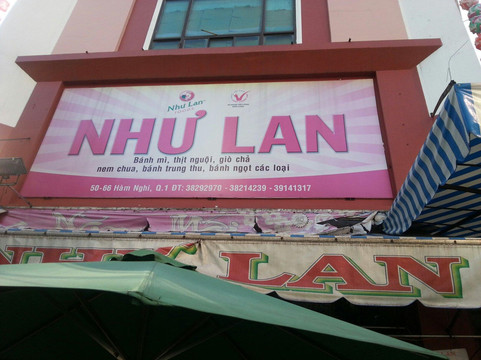 Như Lan
NHƯ LAN
Bánh mì, thịt nguội, giò chả
nem chua, bánh trung thu, bánh ngọt các loại
50-66 Hàm Nghi, Q.1 ĐT: 38292970 - 38214239 - 39141317
NHƯ LAN